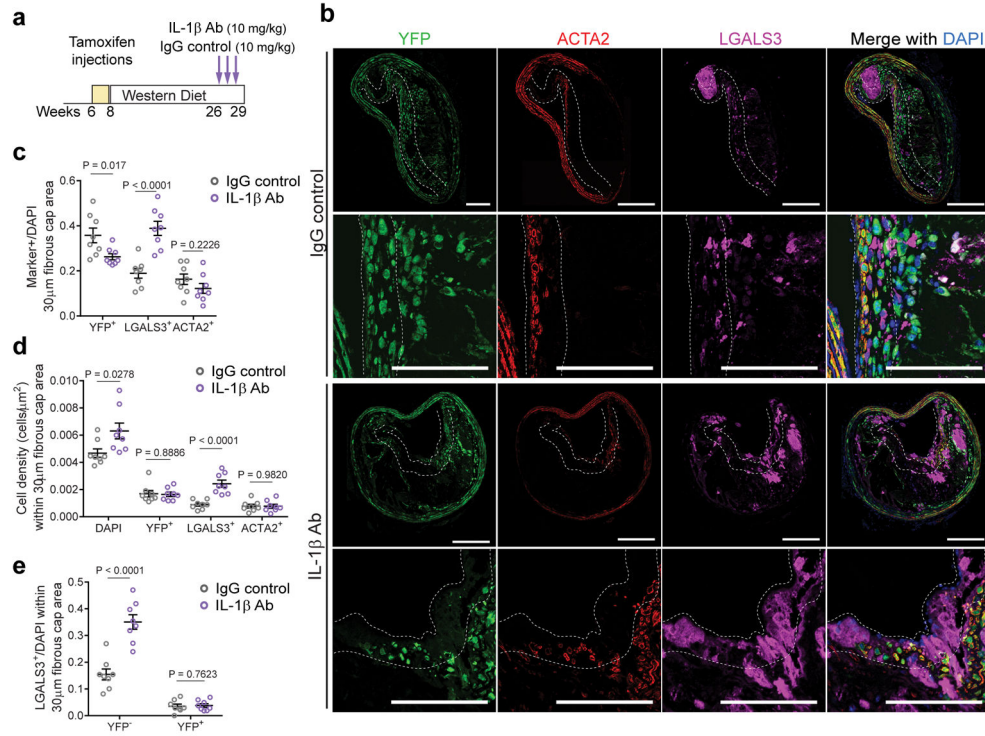 a
IL-1β Ab (10 mg/kg)
Tamoxifen injections
IgG control (10 mg/kg)
Western Diet
Weeks 6 8 26 29
b
YFP ACTA2 LGALS3 Merge with DAPI
IgG control
IL-1β Ab
c
P = 0.017
P < 0.0001
P = 0.2226
IgG control
IL-1β Ab
Marker+/DAPI
30μm fibrous cap area
0.6
0.4
0.2
0.0
YFP⁺ LGALS3⁺ ACTA2⁺
d
P = 0.0278
P = 0.8886
P < 0.0001
P = 0.9820
IgG control
IL-1β Ab
Cell density (cells/μm²)
within 30μm fibrous cap area
0.010
0.008
0.006
0.004
0.002
0.000
DAPI YFP⁺ LGALS3⁺ ACTA2⁺
e
P < 0.0001
P = 0.7623
IgG control
IL-1β Ab
LGALS3⁺/DAPI within
30μm fibrous cap area
0.5
0.4
0.3
0.2
0.1
0.0
YFP⁻ YFP⁺